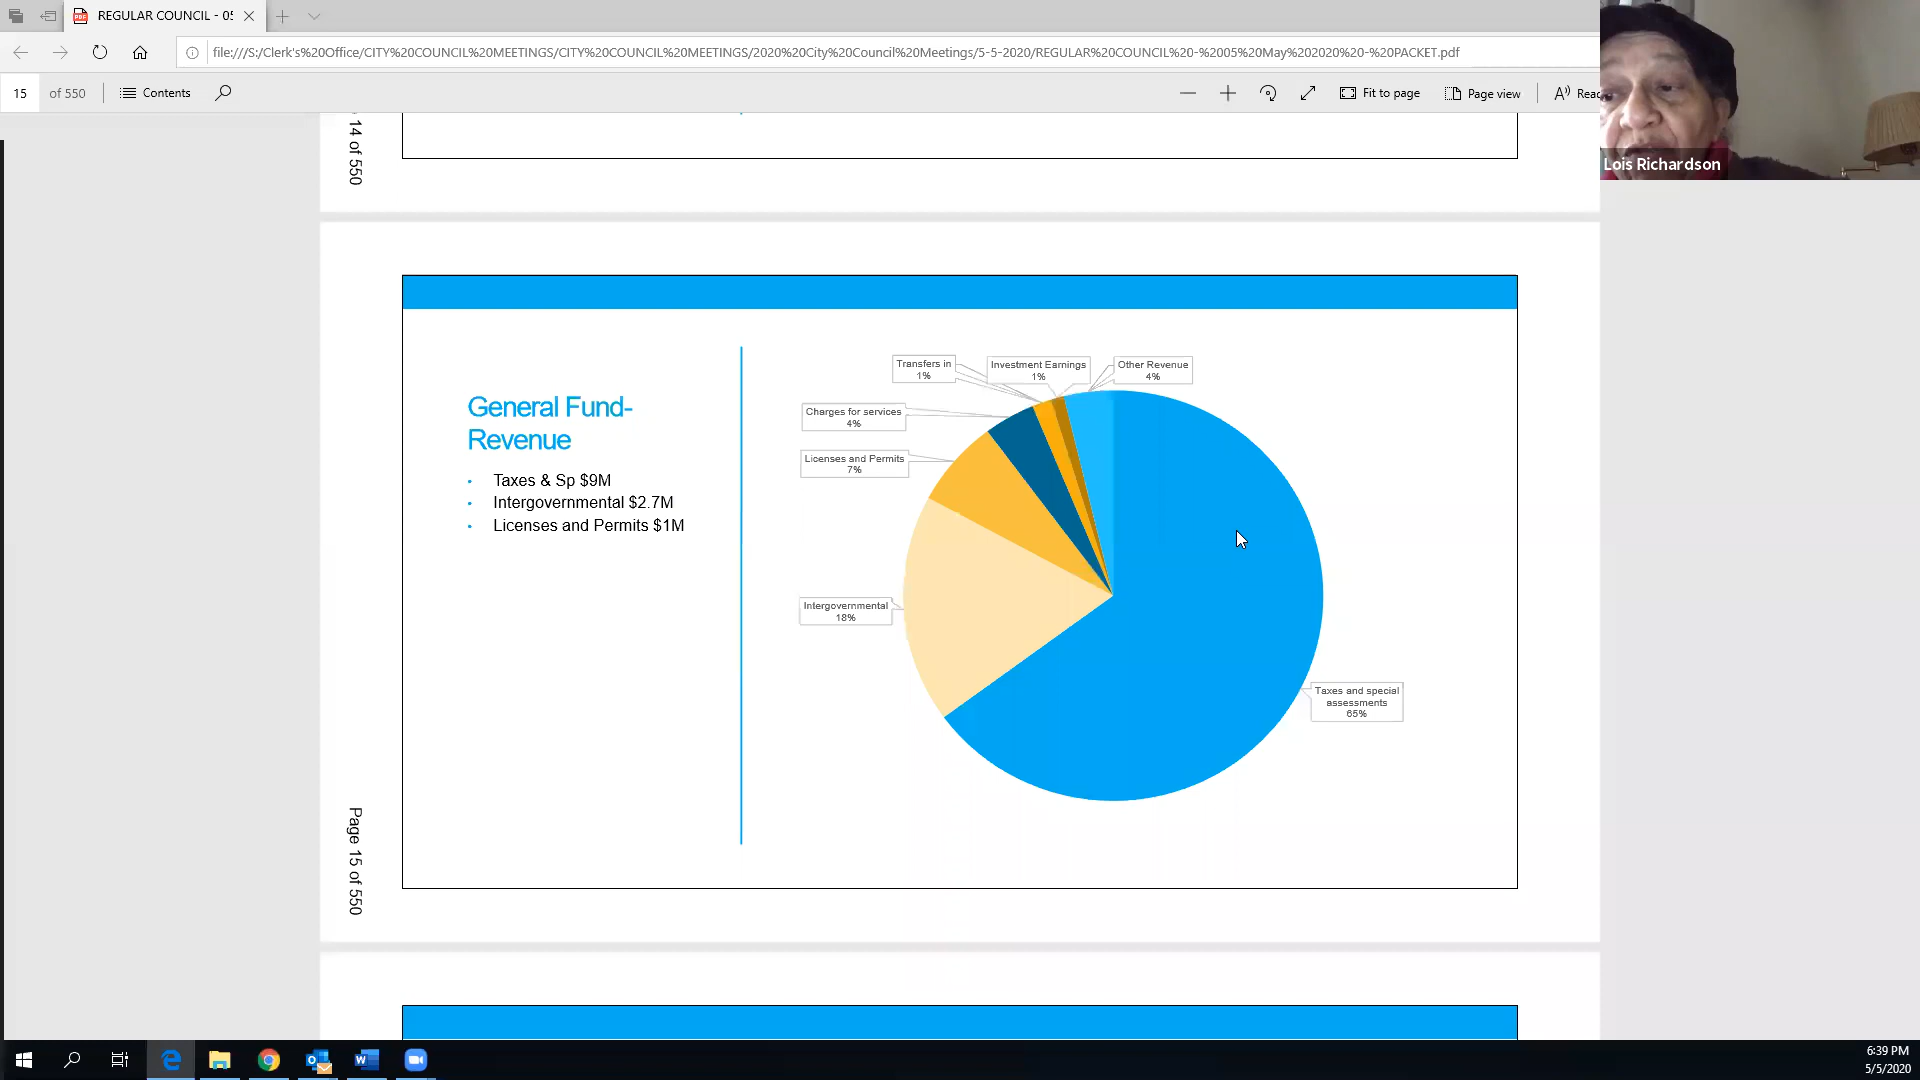 REGULAR COUNCIL - 05
file:///S:/Clerk's%20Office/CITY%20COUNCIL%20MEETINGS/CITY%20COUNCIL%20MEETINGS/2020%20City%20Council%20Meetings/5-5-2020/REGULAR%20COUNCIL%20-%2005%20May%202020%20-%20PACKET.pdf
15 of 550
Contents
Fit to page
Page view
Lois Richardson
14 of 550
General Fund-
Revenue
• Taxes & Sp $9M
• Intergovernmental $2.7M
• Licenses and Permits $1M
Transfers in
1%
Investment Earnings
1%
Other Revenue
4%
Charges for services
4%
Licenses and Permits
7%
Intergovernmental
18%
Taxes and special
assessments
65%
Page 15 of 550
6:39 PM
5/5/2020